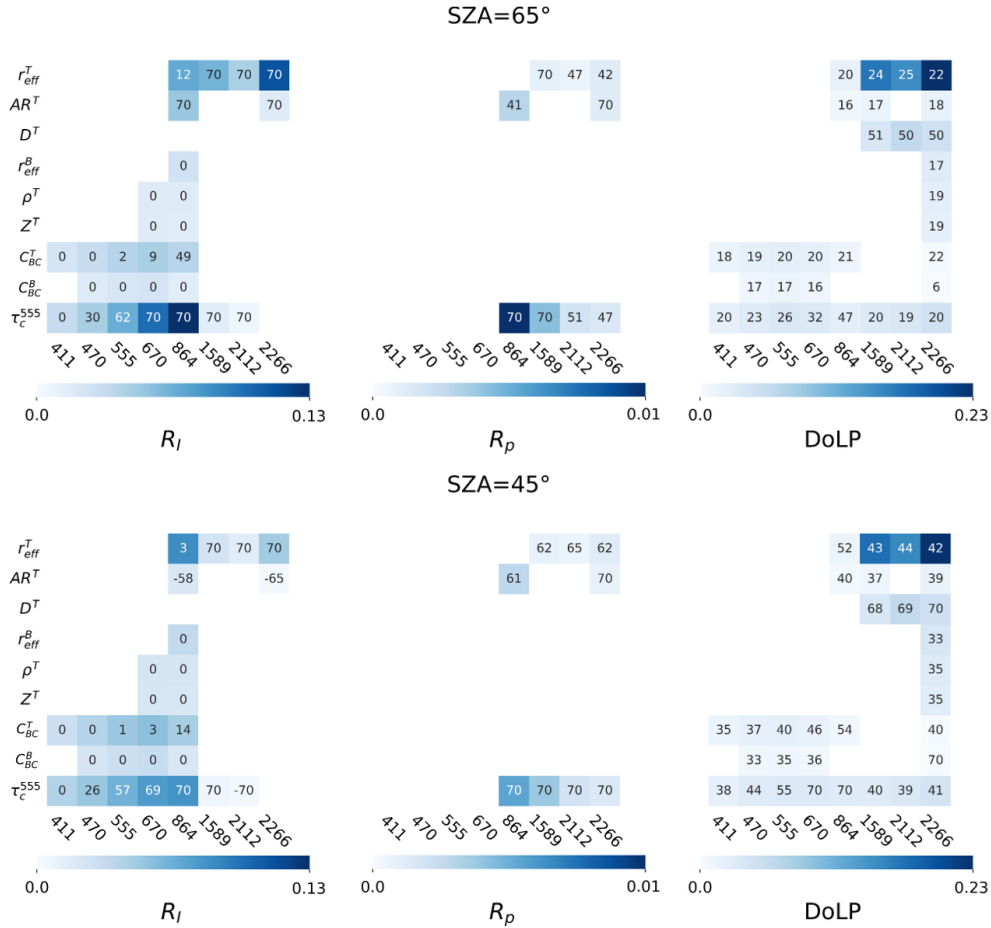 SZA=65°
r_eff^T 12 70 70 70 70 47 42 20 24 25 22
AR^T 70 70 41 70 16 17 18
D^T 51 50 50
r_eff^B 0 17
ρ^T 0 0 19
Z^T 0 0 19
C_BC^T 0 0 2 9 49 18 19 20 20 21 22
C_BC^B 0 0 0 0 17 17 16 6
τ_c^555 0 30 62 70 70 70 70 70 70 51 47 20 23 26 32 47 20 19 20
411 470 555 670 864 1589 2112 2266 411 470 555 670 864 1589 2112 2266 411 470 555 670 864 1589 2112 2266
0.0 0.13 0.0 0.01 0.0 0.23
R_I R_p DoLP
SZA=45°
r_eff^T 3 70 70 70 62 65 62 52 43 44 42
AR^T -58 -65 61 70 40 37 39
D^T 68 69 70
r_eff^B 0 33
ρ^T 0 0 35
Z^T 0 0 35
C_BC^T 0 0 1 3 14 35 37 40 46 54 40
C_BC^B 0 0 0 0 33 35 36 70
τ_c^555 0 26 57 69 70 70 -70 70 70 70 70 38 44 55 70 70 40 39 41
411 470 555 670 864 1589 2112 2266 411 470 555 670 864 1589 2112 2266 411 470 555 670 864 1589 2112 2266
0.0 0.13 0.0 0.01 0.0 0.23
R_I R_p DoLP